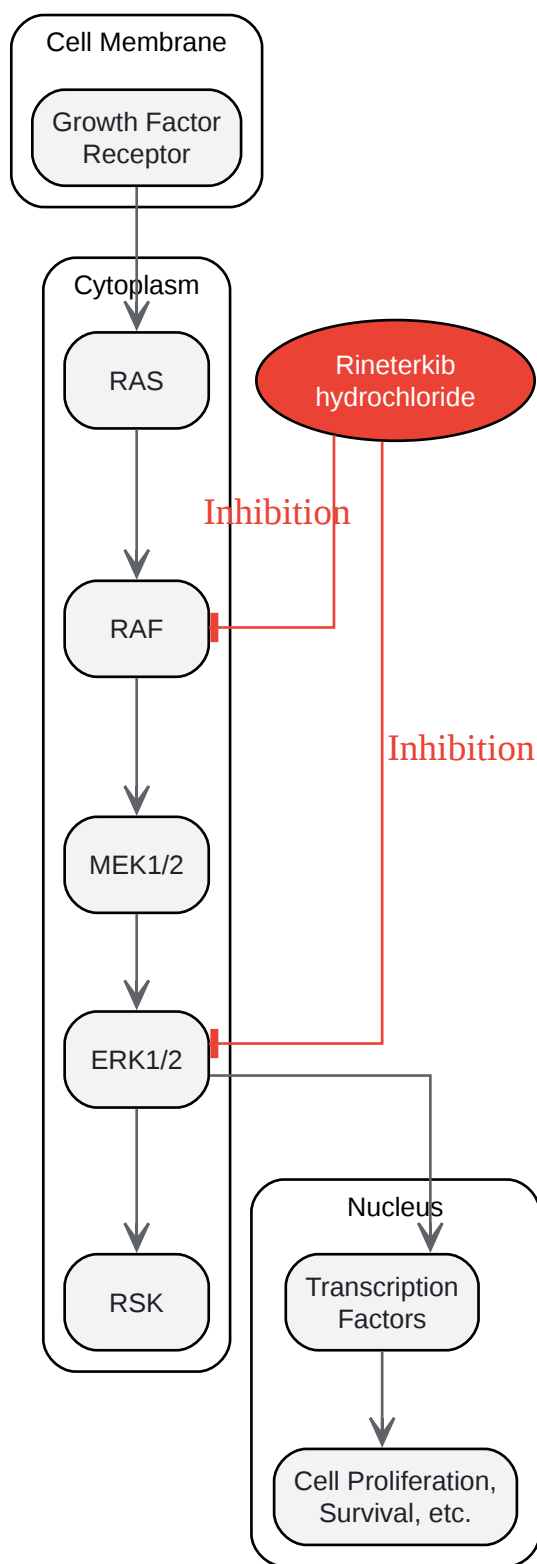 Cell Membrane
Growth Factor
Receptor
Cytoplasm
RAS
Rineterkib
hydrochloride
Inhibition
RAF
Inhibition
MEK1/2
ERK1/2
Nucleus
RSK
Transcription
Factors
Cell Proliferation,
Survival, etc.